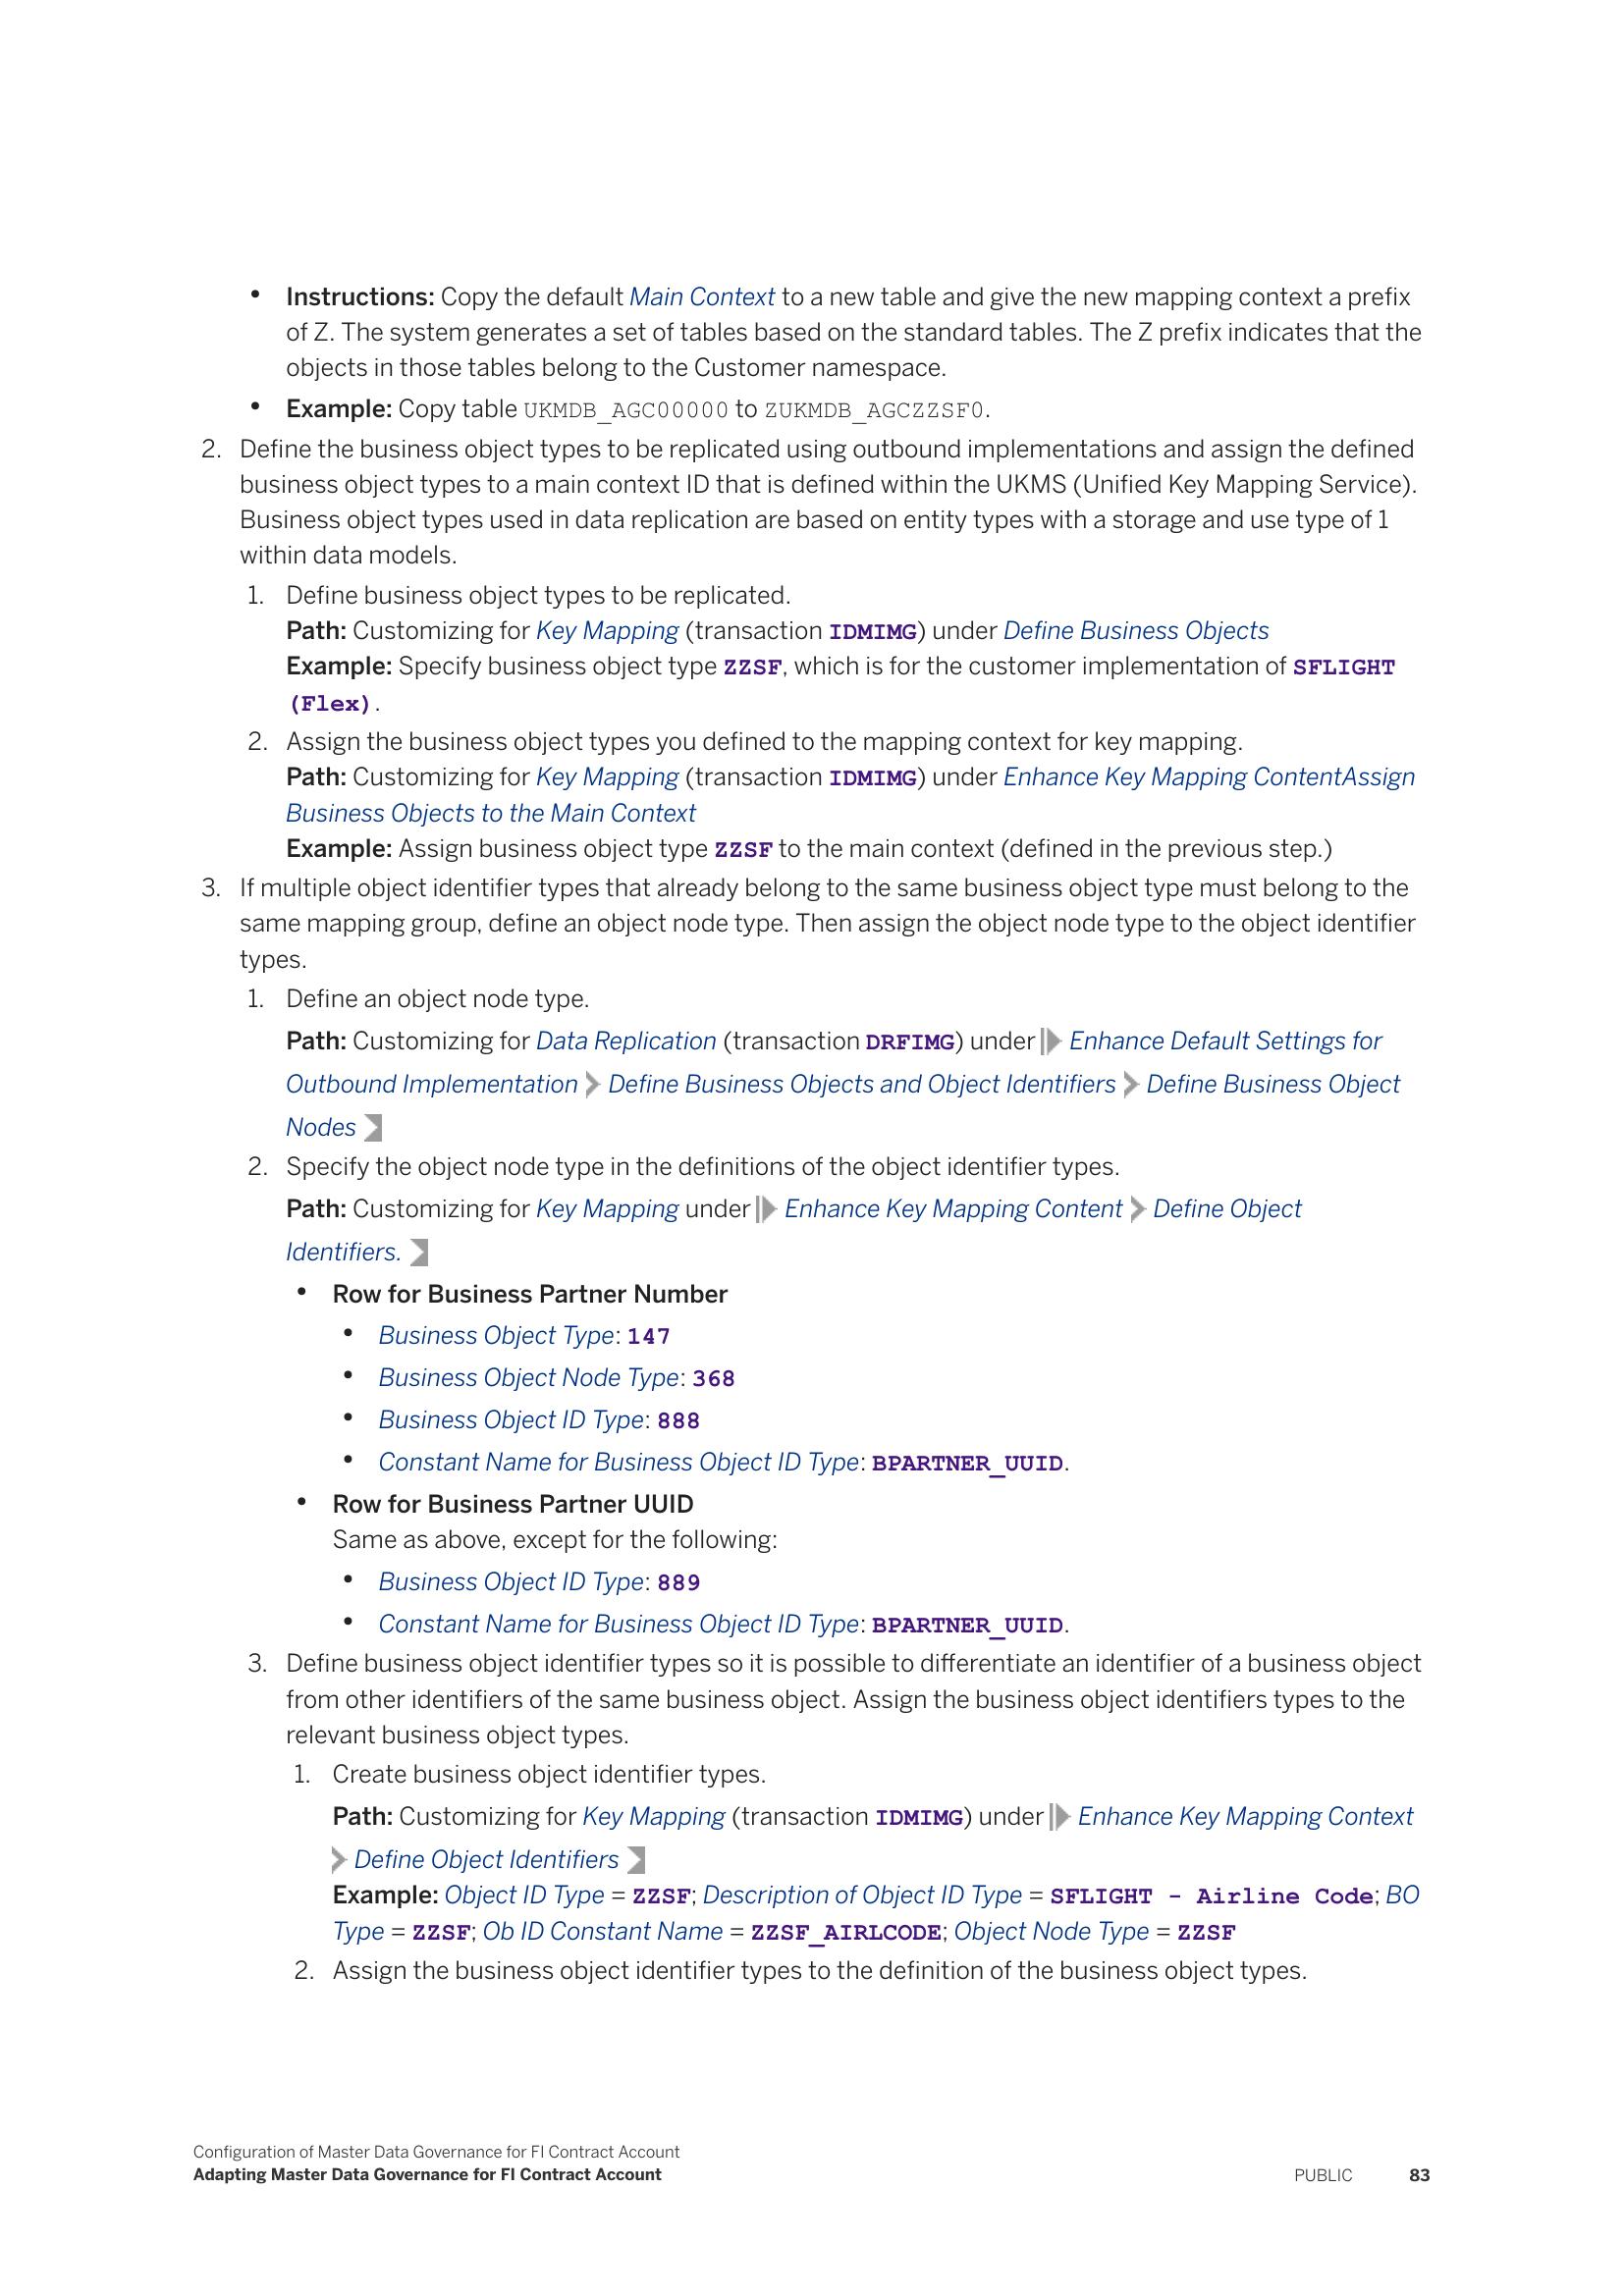 • Instructions: Copy the default Main Context to a new table and give the new mapping context a prefix
of Z. The system generates a set of tables based on the standard tables. The Z prefix indicates that the
objects in those tables belong to the Customer namespace.
• Example: Copy table UKMDB_AGC00000 to ZUKMDB_AGCZZSF0.
2. Define the business object types to be replicated using outbound implementations and assign the defined
business object types to a main context ID that is defined within the UKMS (Unified Key Mapping Service).
Business object types used in data replication are based on entity types with a storage and use type of 1
within data models.
1. Define business object types to be replicated.
Path: Customizing for Key Mapping (transaction IDMIMG) under Define Business Objects
Example: Specify business object type ZZSF, which is for the customer implementation of SFLIGHT
(Flex).
2. Assign the business object types you defined to the mapping context for key mapping.
Path: Customizing for Key Mapping (transaction IDMIMG) under Enhance Key Mapping ContentAssign
Business Objects to the Main Context
Example: Assign business object type ZZSF to the main context (defined in the previous step.)
3. If multiple object identifier types that already belong to the same business object type must belong to the
same mapping group, define an object node type. Then assign the object node type to the object identifier
types.
1. Define an object node type.
Path: Customizing for Data Replication (transaction DRFIMG) under Enhance Default Settings for
Outbound Implementation Define Business Objects and Object Identifiers Define Business Object
Nodes
2. Specify the object node type in the definitions of the object identifier types.
Path: Customizing for Key Mapping under Enhance Key Mapping Content Define Object
Identifiers.
• Row for Business Partner Number
• Business Object Type: 147
• Business Object Node Type: 368
• Business Object ID Type: 888
• Constant Name for Business Object ID Type: BPARTNER_UUID.
• Row for Business Partner UUID
Same as above, except for the following:
• Business Object ID Type: 889
• Constant Name for Business Object ID Type: BPARTNER_UUID.
3. Define business object identifier types so it is possible to differentiate an identifier of a business object
from other identifiers of the same business object. Assign the business object identifiers types to the
relevant business object types.
1. Create business object identifier types.
Path: Customizing for Key Mapping (transaction IDMIMG) under Enhance Key Mapping Context
Define Object Identifiers
Example: Object ID Type = ZZSF; Description of Object ID Type = SFLIGHT - Airline Code; BO
Type = ZZSF; Ob ID Constant Name = ZZSF_AIRLCODE; Object Node Type = ZZSF
2. Assign the business object identifier types to the definition of the business object types.
Configuration of Master Data Governance for FI Contract Account
Adapting Master Data Governance for FI Contract Account
PUBLIC 83